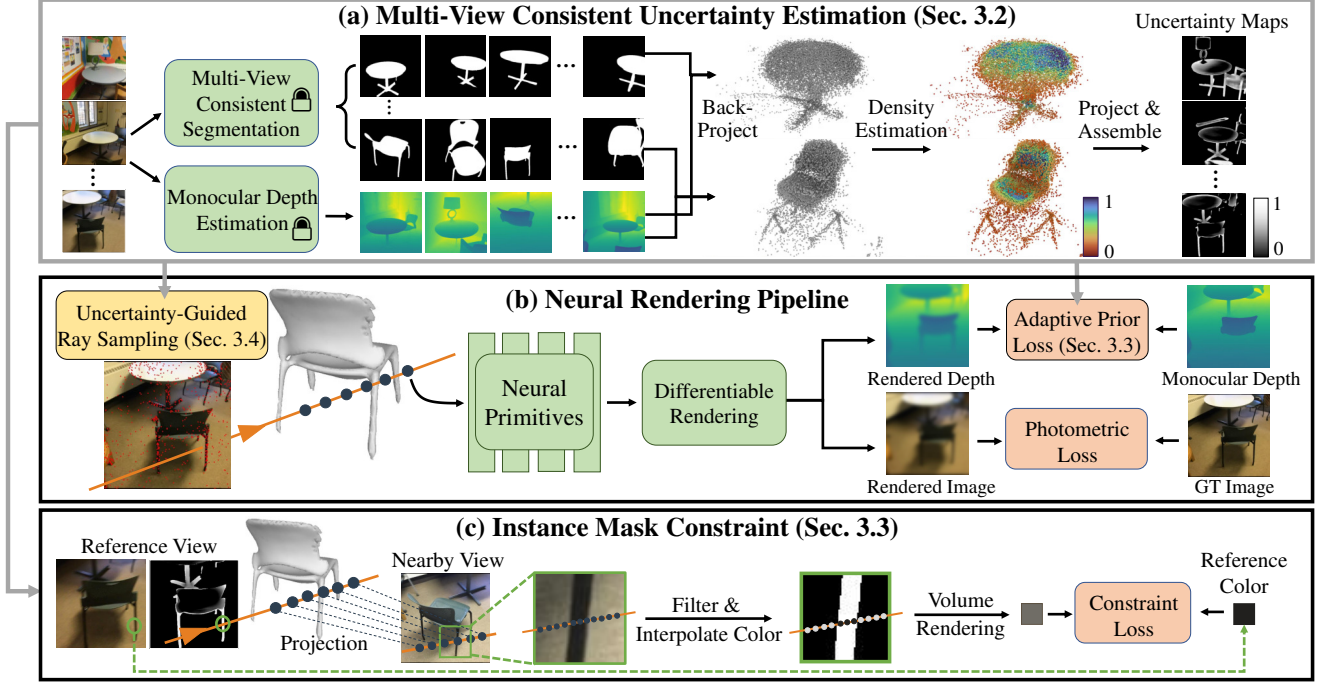 (a) Multi-View Consistent Uncertainty Estimation (Sec. 3.2)
Uncertainty Maps
Multi-View
Consistent
Segmentation
Monocular Depth
Estimation
Back-
Project
Density
Estimation
Project &
Assemble
1
0
1
0
(b) Neural Rendering Pipeline
Uncertainty-Guided
Ray Sampling (Sec. 3.4)
Neural
Primitives
Differentiable
Rendering
Rendered Depth
Adaptive Prior
Loss (Sec. 3.3)
Monocular Depth
Rendered Image
Photometric
Loss
GT Image
(c) Instance Mask Constraint (Sec. 3.3)
Reference View
Projection
Nearby View
Filter &
Interpolate Color
Volume
Rendering
Constraint
Loss
Reference
Color